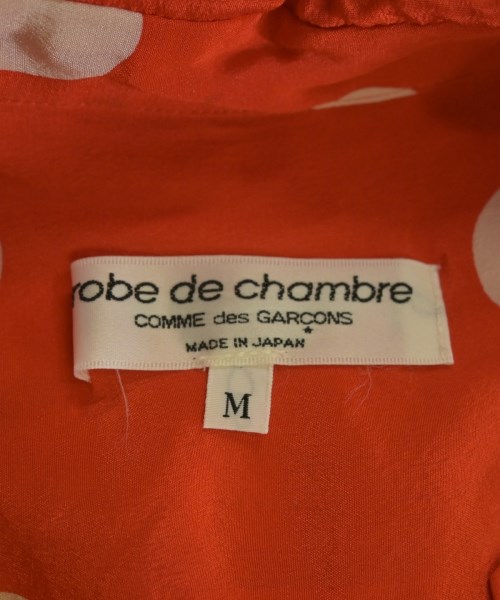 robe de chambre
COMME des GARÇONS
MADE IN JAPAN
M